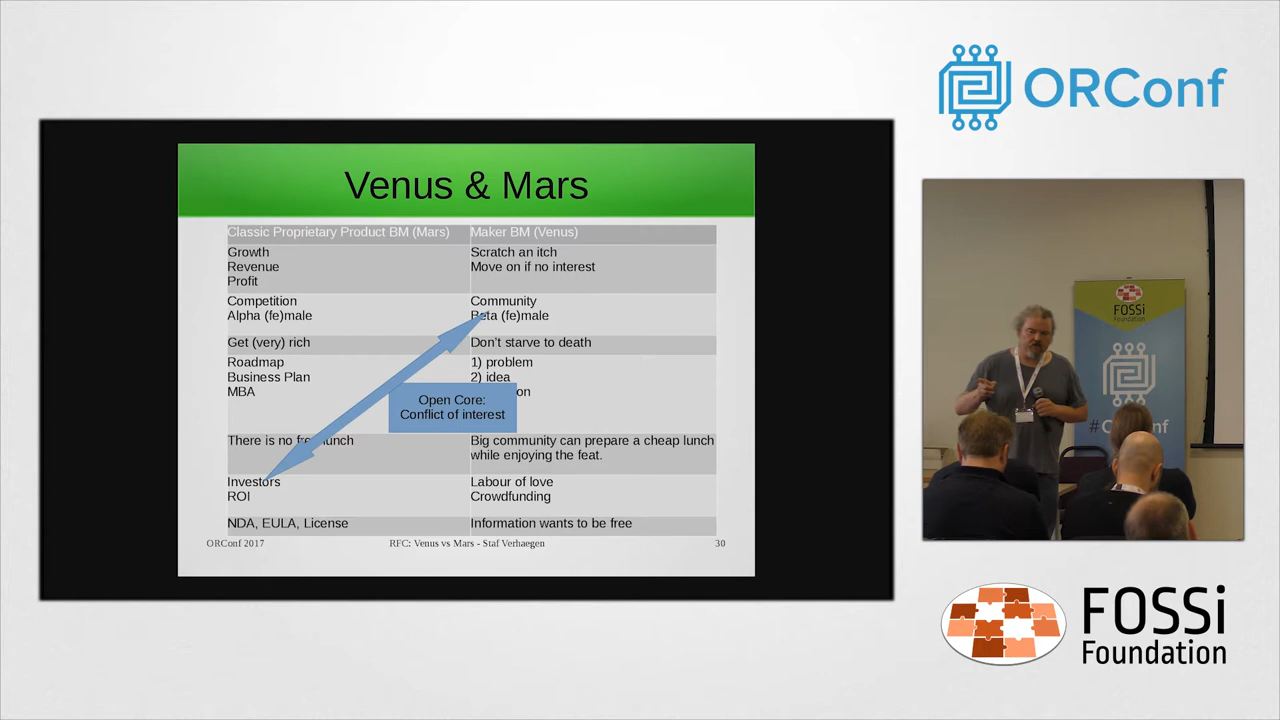 ORConf
Venus & Mars
Classic Proprietary Product BM (Mars)
Maker BM (Venus)
Growth
Revenue
Profit
Scratch an itch
Move on if no interest
Competition
Alpha (fe)male
Community
Beta (fe)male
Get (very) rich
Don't starve to death
Roadmap
Business Plan
MBA
1) problem
2) idea
on
Open Core:
Conflict of interest
There is no free lunch
Big community can prepare a cheap lunch
while enjoying the feat.
Investors
ROI
Labour of love
Crowdfunding
NDA, EULA, License
Information wants to be free
ORConf 2017
RFC: Venus vs Mars - Staf Verhaegen
30
FOSSi
Foundation
FOSSi
Foundation